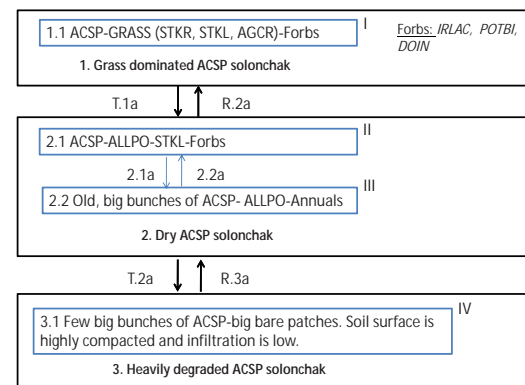 1.1 ACSP-GRASS (STKR, STKL, AGCR)-Forbs
I
Forbs: IRLAC, POTBI,
DOIN
1. Grass dominated ACSP solonchak
T.1a
R.2a
2.1 ACSP-ALLPO-STKL-Forbs
II
2.1a
2.2a
III
2.2 Old, big bunches of ACSP- ALLPO-Annuals
2. Dry ACSP solonchak
T.2a
R.3a
IV
3.1 Few big bunches of ACSP-big bare patches. Soil surface is
highly compacted and infiltration is low.
3. Heavily degraded ACSP solonchak